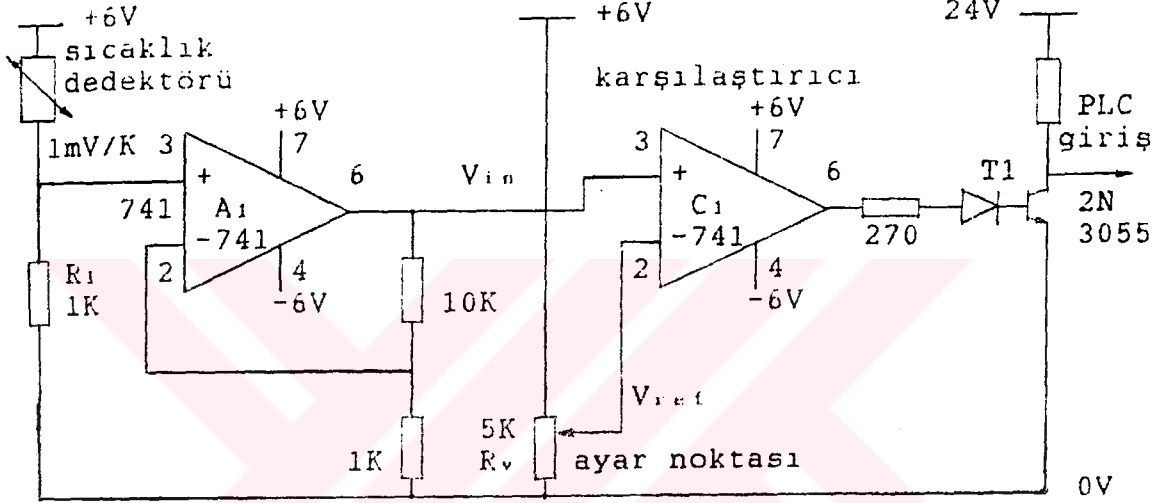 +6V
sıcaklık
dedektörü
1mV/K
3
+
741
A1
-741
2
+6V
7
4
-6V
6
R1
1K
10K
1K
Vin
+6V
5K
Rv
ayar noktası
Vref
karşılaştırıcı
+6V
7
3
+
C1
-741
2
4
-6V
6
270
T1
24V
PLC
giriş
2N
3055
0V